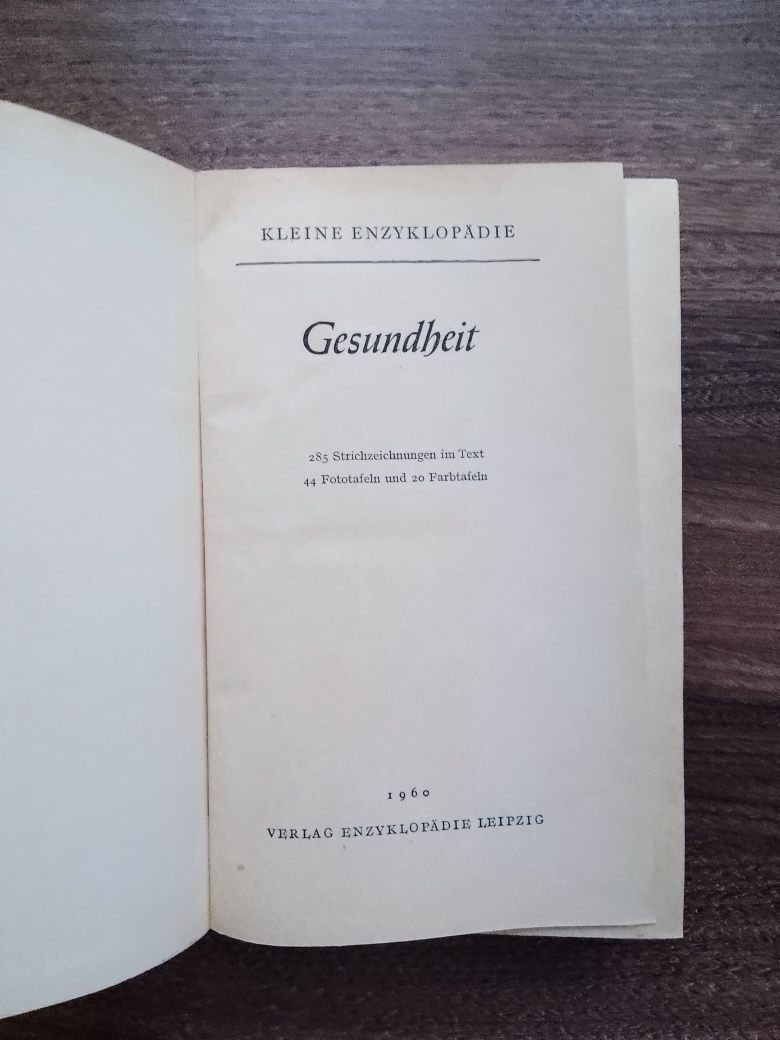 KLEINE ENZYKLOPÄDIE
Gesundheit
285 Strichzeichnungen im Text
44 Fototafeln und 20 Farbtafeln
1960
VERLAG ENZYKLOPÄDIE LEIPZIG